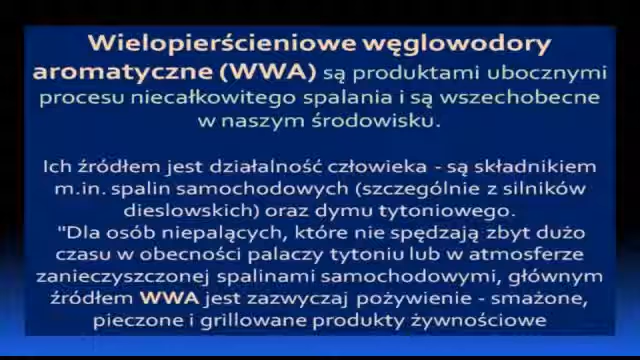 Wielopierścieniowe węglowodory
aromatyczne (WWA) są produktami ubocznymi
procesu niecałkowitego spalania i są wszechobecne
w naszym środowisku.
Ich źródłem jest działalność człowieka - są składnikiem
m.in. spalin samochodowych (szczególnie z silników
dieslowskich) oraz dymu tytoniowego.
"Dla osób niepalących, które nie spędzają zbyt dużo
czasu w obecności palaczy tytoniu lub w atmosferze
zanieczyszczonej spalinami samochodowymi, głównym
źródłem WWA jest zazwyczaj pożywienie - smażone,
pieczone i grillowane produkty żywnościowe